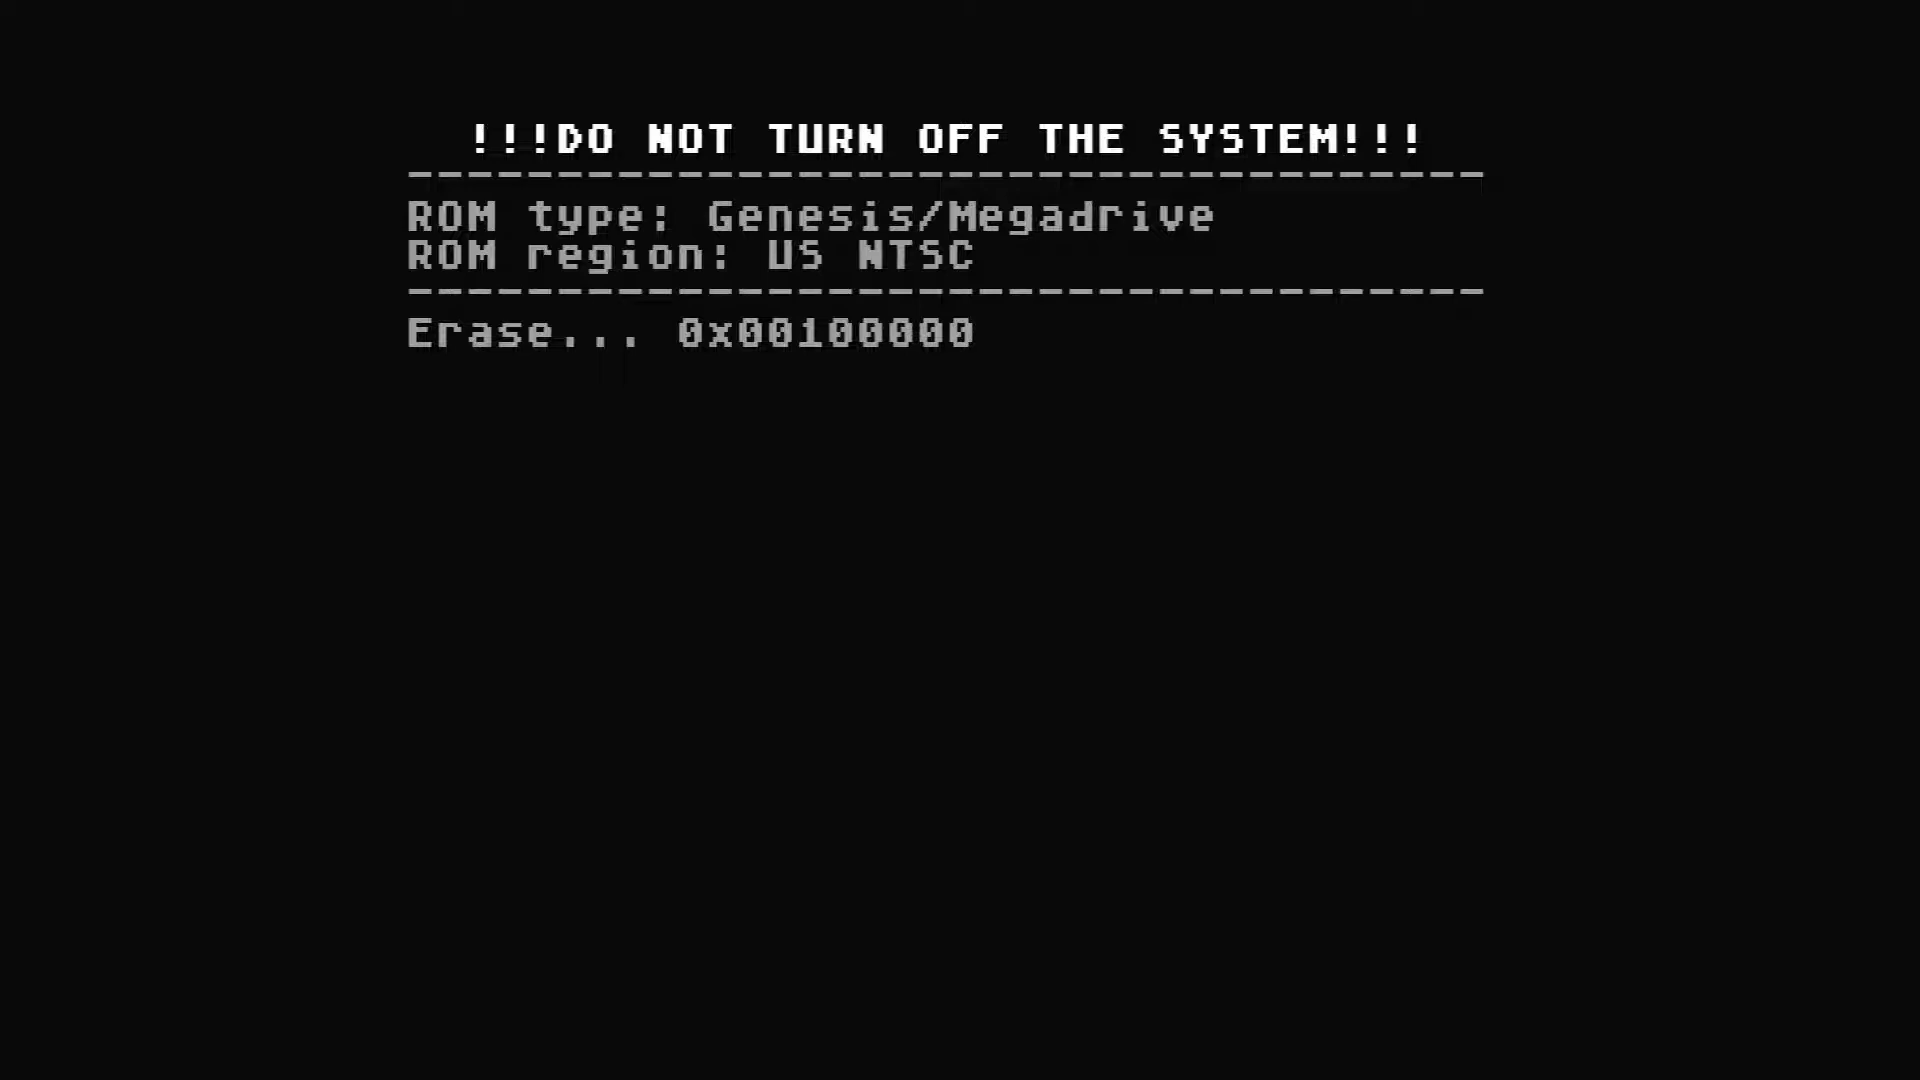 !!!DO NOT TURN OFF THE SYSTEM!!!
------------------------------------
ROM type: Genesis/Megadrive
ROM region: US NTSC
------------------------------------
Erase... 0x00100000